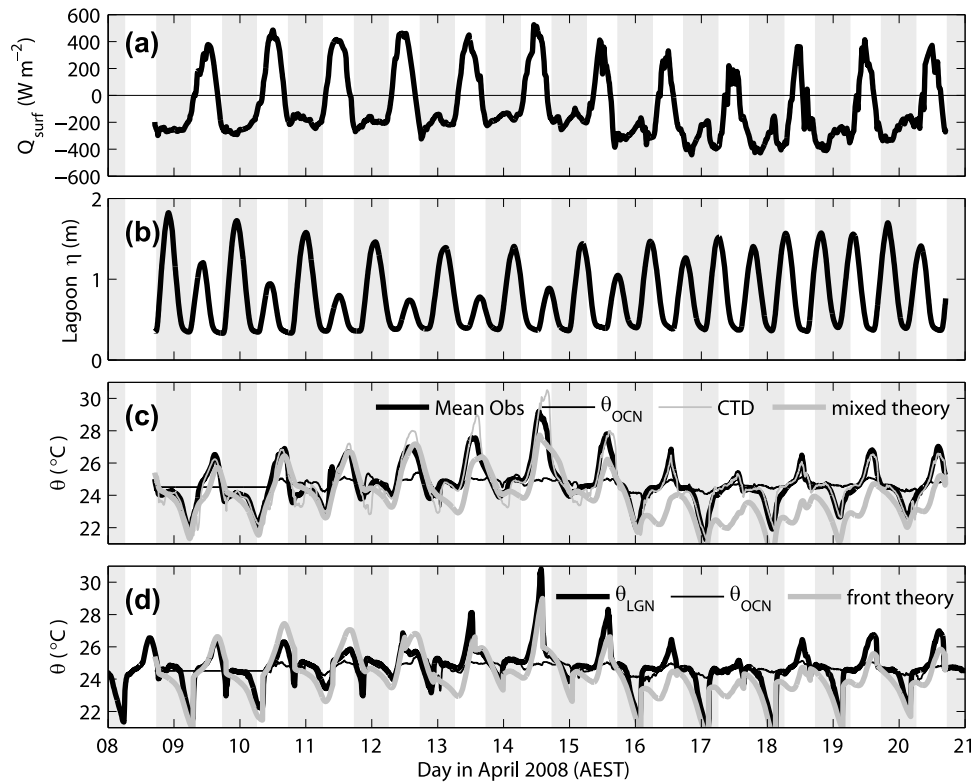 (a)
600
400
200
0
−200
−400
−600
Q_surf (W m⁻²)
(b)
2
1
0
Lagoon η (m)
(c)
Mean Obs θ_OCN CTD mixed theory
30
28
26
24
22
θ (°C)
(d)
θ_LGN θ_OCN front theory
30
28
26
24
22
θ (°C)
08 09 10 11 12 13 14 15 16 17 18 19 20 21
Day in April 2008 (AEST)